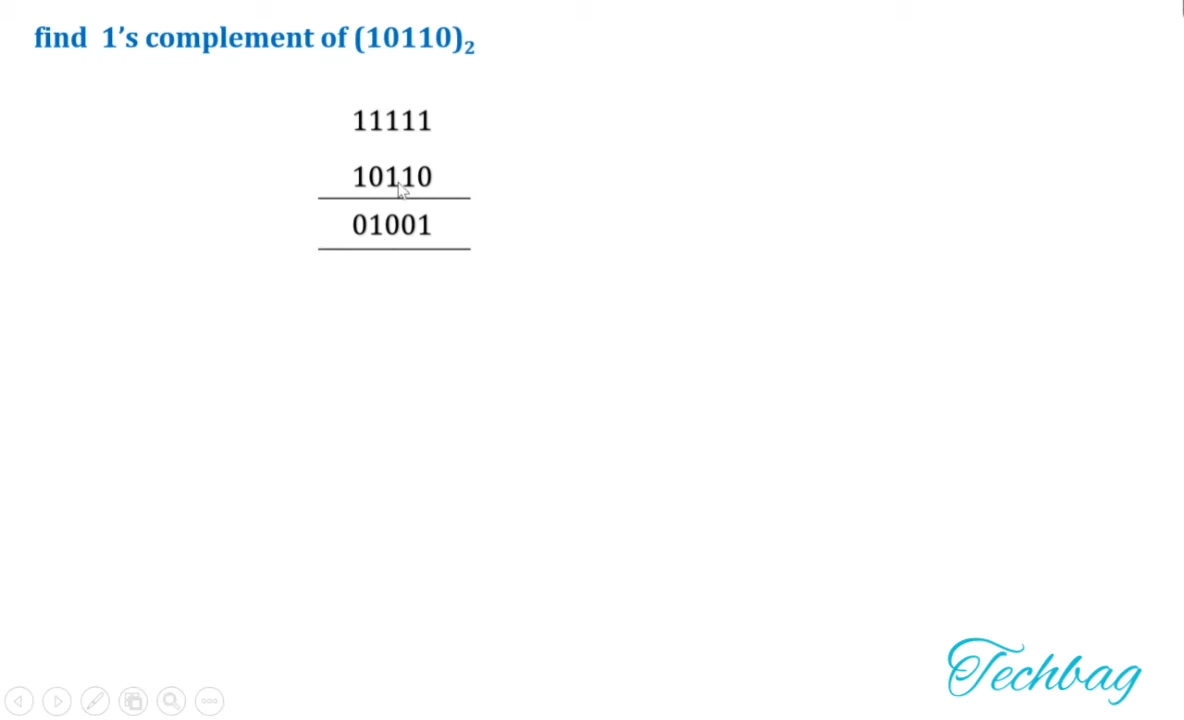 find 1’s complement of (10110)₂
11111
10110
01001
Techbag